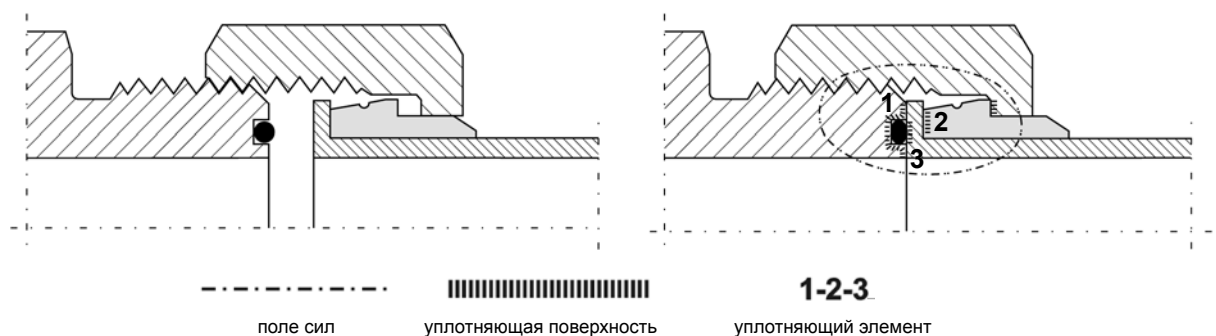 1
2
3
1-2-3
поле сил
уплотняющая поверхность
уплотняющий элемент